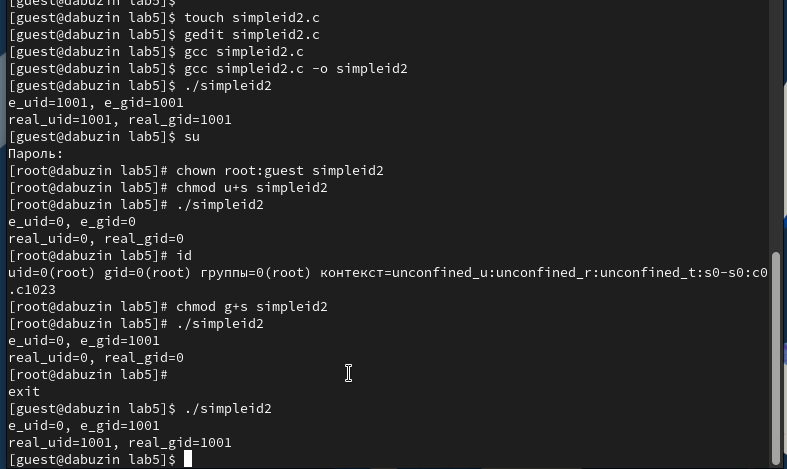 [guest@dabuzin lab5]$
[guest@dabuzin lab5]$ touch simpleid2.c
[guest@dabuzin lab5]$ gedit simpleid2.c
[guest@dabuzin lab5]$ gcc simpleid2.c
[guest@dabuzin lab5]$ gcc simpleid2.c -o simpleid2
[guest@dabuzin lab5]$ ./simpleid2
e_uid=1001, e_gid=1001
real_uid=1001, real_gid=1001
[guest@dabuzin lab5]$ su
Пароль:
[root@dabuzin lab5]# chown root:guest simpleid2
[root@dabuzin lab5]# chmod u+s simpleid2
[root@dabuzin lab5]# ./simpleid2
e_uid=0, e_gid=0
real_uid=0, real_gid=0
[root@dabuzin lab5]# id
uid=0(root) gid=0(root) группы=0(root) контекст=unconfined_u:unconfined_r:unconfined_t:s0-s0:c0
.c1023
[root@dabuzin lab5]# chmod g+s simpleid2
[root@dabuzin lab5]# ./simpleid2
e_uid=0, e_gid=1001
real_uid=0, real_gid=0
[root@dabuzin lab5]#
exit
[guest@dabuzin lab5]$ ./simpleid2
e_uid=0, e_gid=1001
real_uid=1001, real_gid=1001
[guest@dabuzin lab5]$